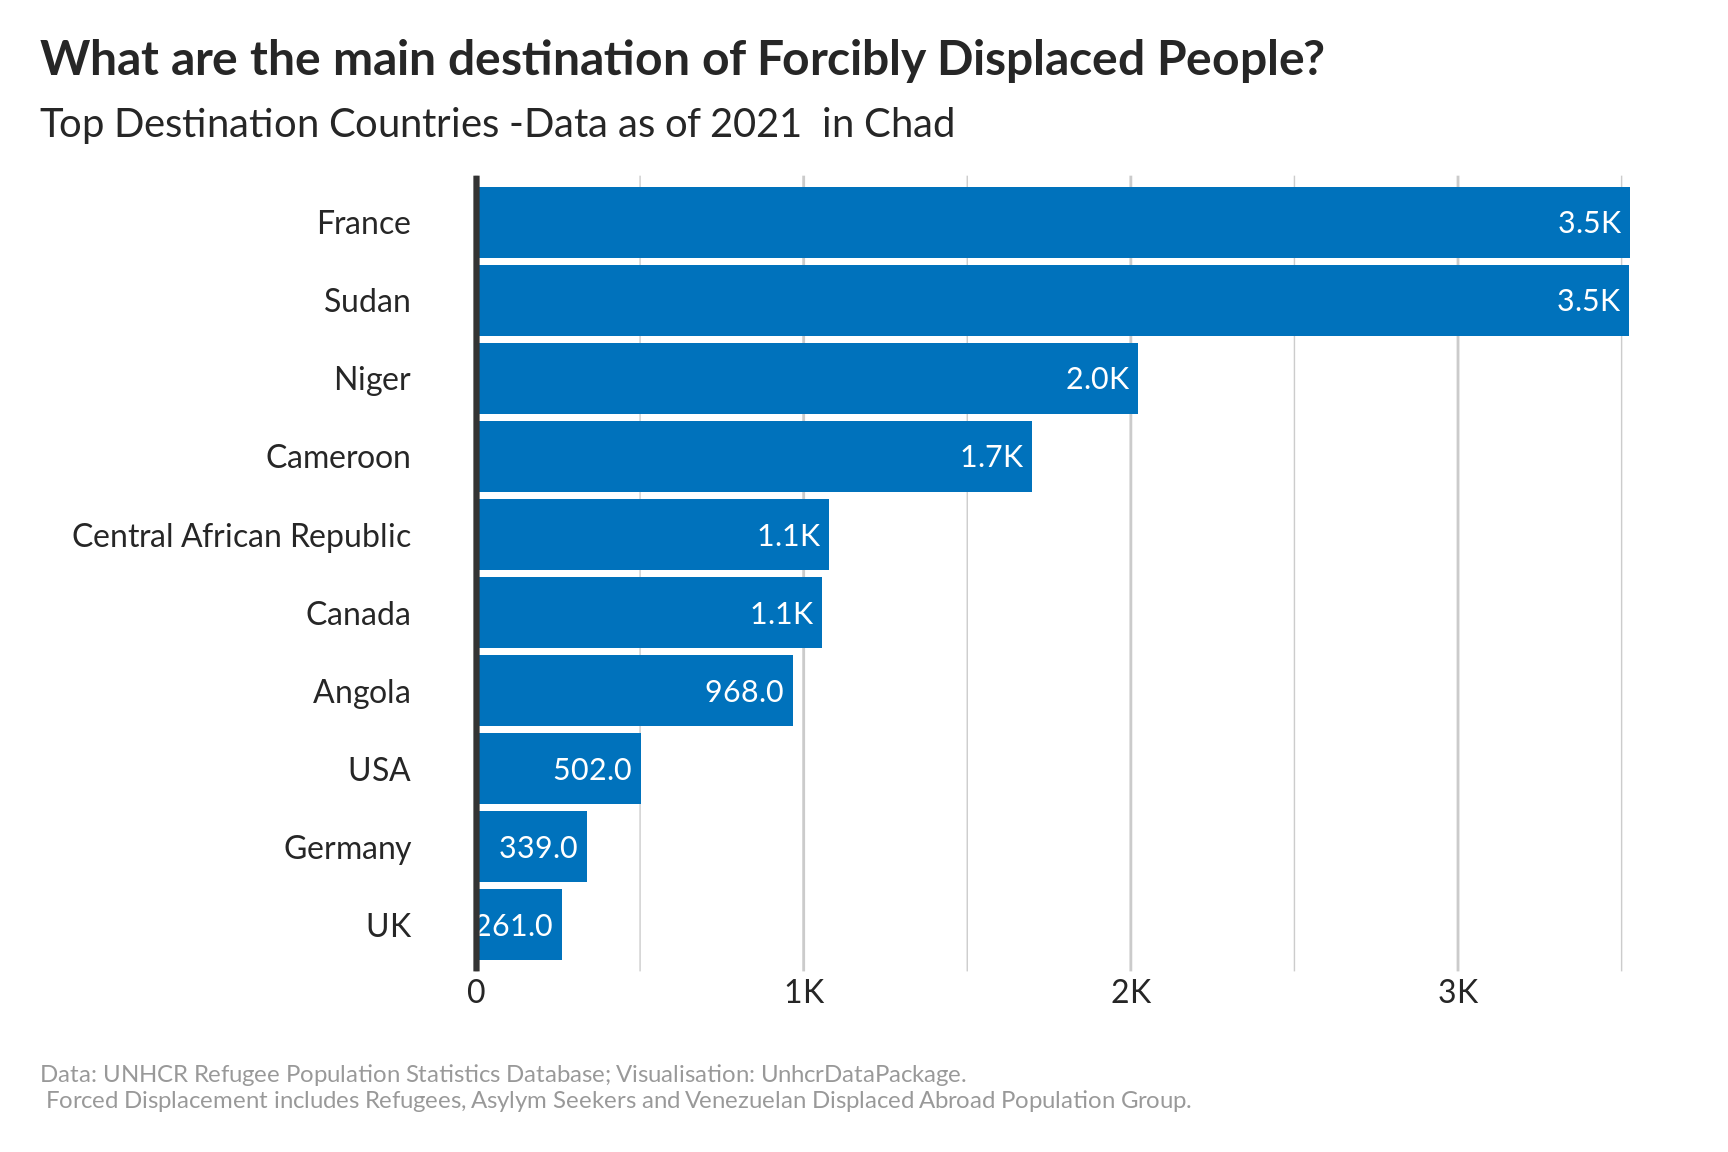 What are the main destination of Forcibly Displaced People?
Top Destination Countries -Data as of 2021  in Chad
France 3.5K
Sudan 3.5K
Niger 2.0K
Cameroon 1.7K
Central African Republic 1.1K
Canada 1.1K
Angola 968.0
USA 502.0
Germany 339.0
UK 261.0
0 1K 2K 3K
Data: UNHCR Refugee Population Statistics Database; Visualisation: UnhcrDataPackage.
Forced Displacement includes Refugees, Asylym Seekers and Venezuelan Displaced Abroad Population Group.